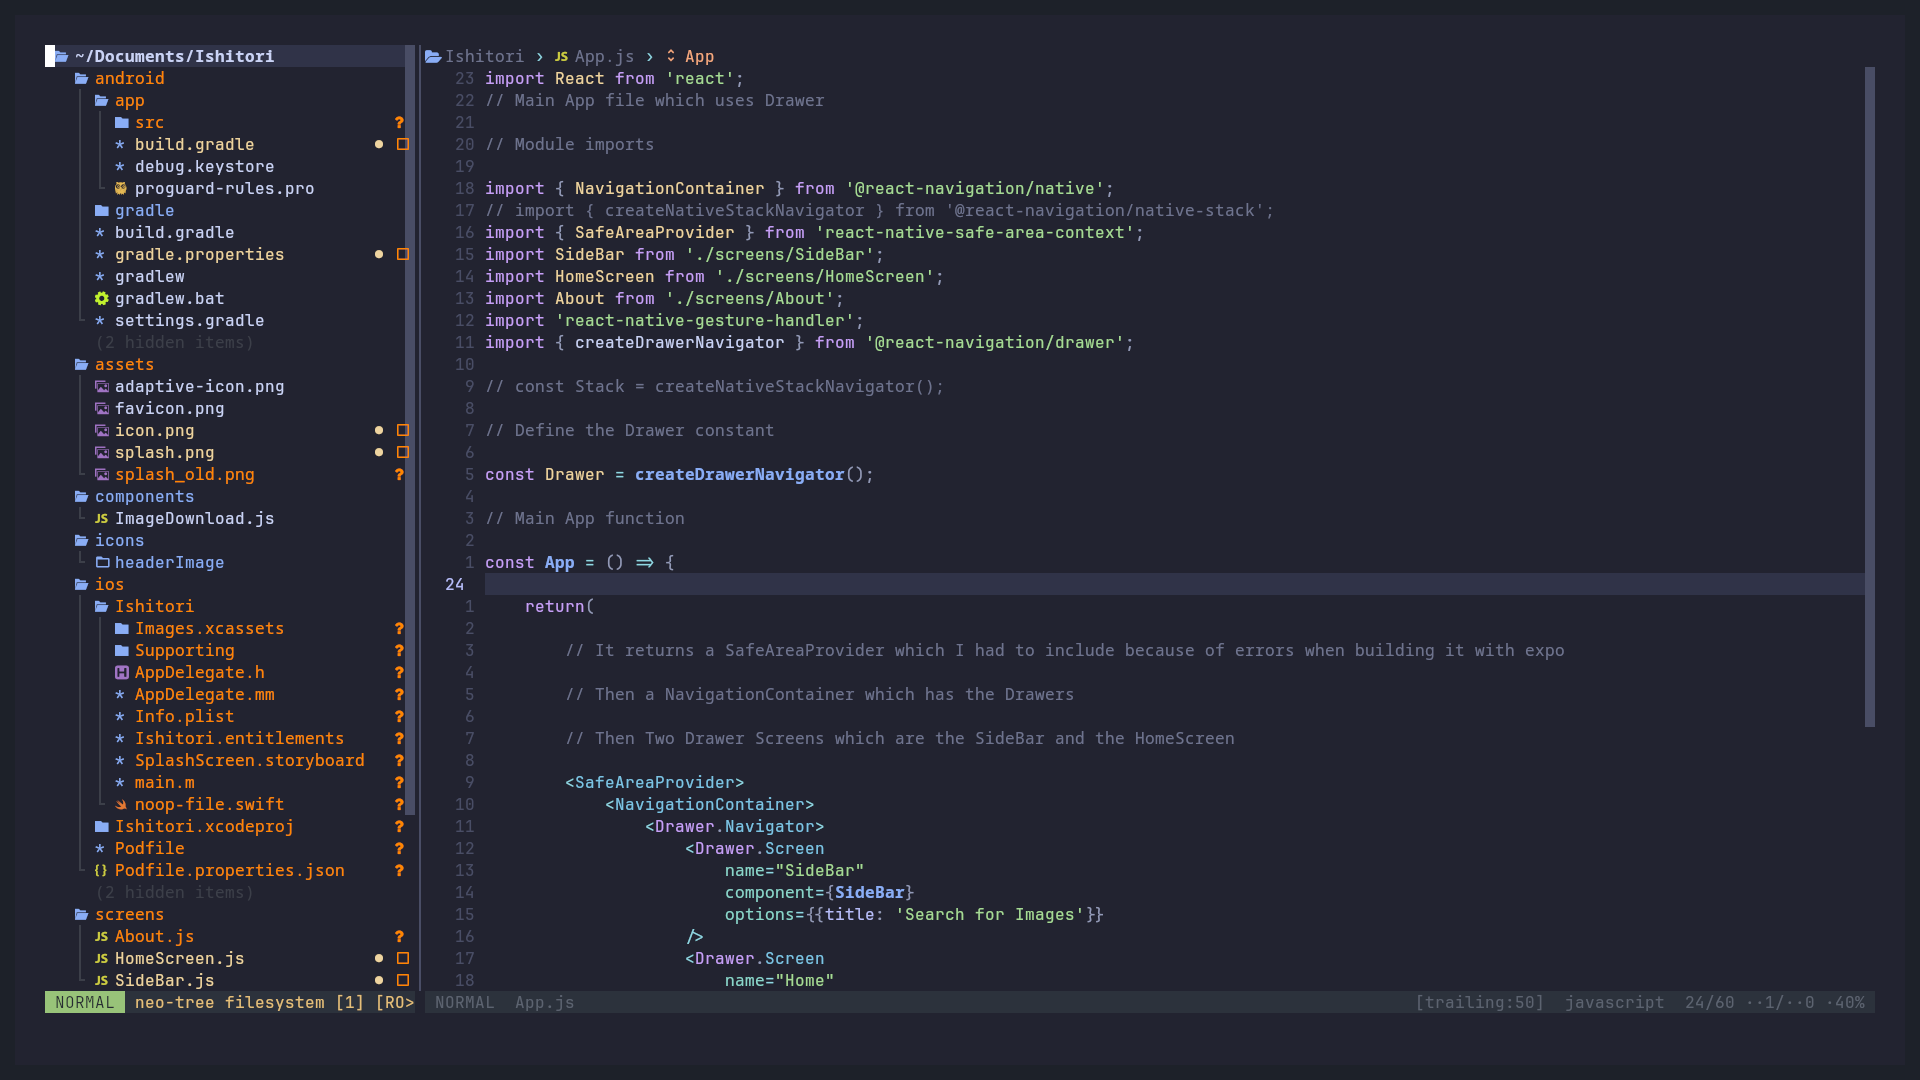 ~/Documents/Ishitori
android
app
src ?
build.gradle
debug.keystore
proguard-rules.pro
gradle
build.gradle
gradle.properties
gradlew
gradlew.bat
settings.gradle
(2 hidden items)
assets
adaptive-icon.png
favicon.png
icon.png
splash.png
splash_old.png ?
components
JS ImageDownload.js
icons
headerImage
ios
Ishitori
Images.xcassets ?
Supporting ?
H AppDelegate.h ?
* AppDelegate.mm ?
* Info.plist ?
* Ishitori.entitlements ?
* SplashScreen.storyboard ?
* main.m ?
noop-file.swift ?
Ishitori.xcodeproj ?
* Podfile ?
{} Podfile.properties.json ?
(2 hidden items)
screens
JS About.js ?
JS HomeScreen.js
JS SideBar.js
NORMAL neo-tree filesystem [1] [RO>
Ishitori › JS App.js › App
23 import React from 'react';
22 // Main App file which uses Drawer
21
20 // Module imports
19
18 import { NavigationContainer } from '@react-navigation/native';
17 // import { createNativeStackNavigator } from '@react-navigation/native-stack';
16 import { SafeAreaProvider } from 'react-native-safe-area-context';
15 import SideBar from './screens/SideBar';
14 import HomeScreen from './screens/HomeScreen';
13 import About from './screens/About';
12 import 'react-native-gesture-handler';
11 import { createDrawerNavigator } from '@react-navigation/drawer';
10
9 // const Stack = createNativeStackNavigator();
8
7 // Define the Drawer constant
6
5 const Drawer = createDrawerNavigator();
4
3 // Main App function
2
1 const App = () => {
24
1 return(
2
3 // It returns a SafeAreaProvider which I had to include because of errors when building it with expo
4
5 // Then a NavigationContainer which has the Drawers
6
7 // Then Two Drawer Screens which are the SideBar and the HomeScreen
8
9 <SafeAreaProvider>
10 <NavigationContainer>
11 <Drawer.Navigator>
12 <Drawer.Screen
13 name="SideBar"
14 component={SideBar}
15 options={{title: 'Search for Images'}}
16 />
17 <Drawer.Screen
18 name="Home"
NORMAL App.js [trailing:50] javascript 24/60 ··1/··0 ·40%